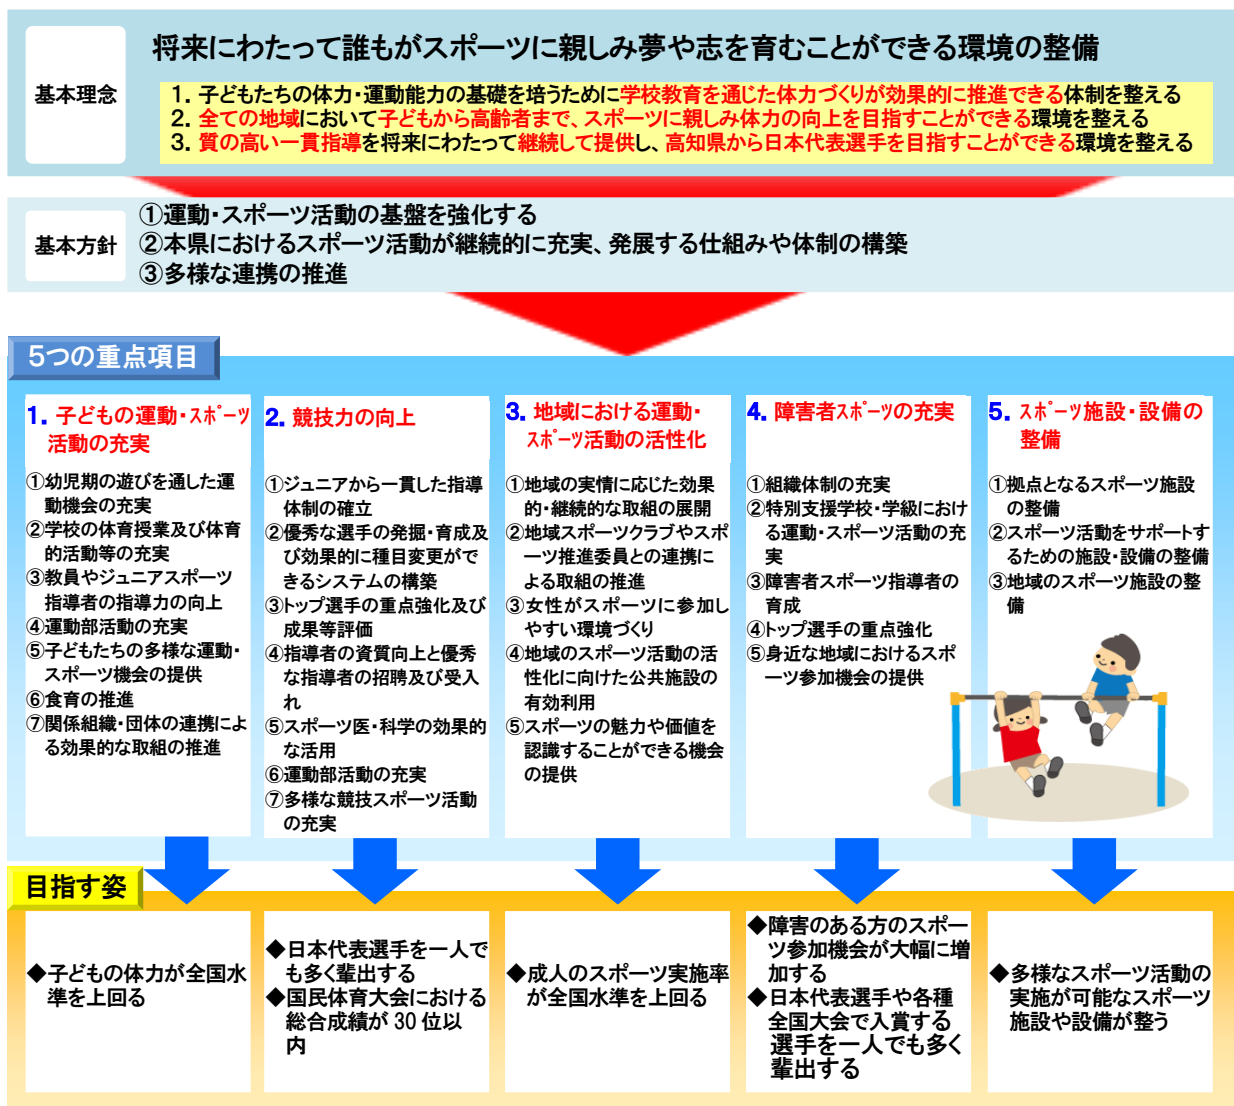 基本理念
将来にわたって誰もがスポーツに親しみ夢や志を育むことができる環境の整備
1. 子どもたちの体力・運動能力の基礎を培うために学校教育を通じた体力づくりが効果的に推進できる体制を整える
2. 全ての地域において子どもから高齢者まで、スポーツに親しみ体力の向上を目指すことができる環境を整える
3. 質の高い一貫指導を将来にわたって継続して提供し、高知県から日本代表選手を目指すことができる環境を整える
基本方針
①運動・スポーツ活動の基盤を強化する
②本県におけるスポーツ活動が継続的に充実、発展する仕組みや体制の構築
③多様な連携の推進
5つの重点項目
1. 子どもの運動・スポーツ
活動の充実
①幼児期の遊びを通した運
動機会の充実
②学校の体育授業及び体育
的活動等の充実
③教員やジュニアスポーツ
指導者の指導力の向上
④運動部活動の充実
⑤子どもたちの多様な運動・
スポーツ機会の提供
⑥食育の推進
⑦関係組織・団体の連携によ
る効果的な取組の推進
2. 競技力の向上
①ジュニアから一貫した指導
体制の確立
②優秀な選手の発掘・育成及
び効果的に種目変更がで
きるシステムの構築
③トップ選手の重点強化及び
成果等評価
④指導者の資質向上と優秀
な指導者の招聘及び受入
れ
⑤スポーツ医・科学の効果的
な活用
⑥運動部活動の充実
⑦多様な競技スポーツ活動
の充実
3. 地域における運動・
スポーツ活動の活性化
①地域の実情に応じた効果
的・継続的な取組の展開
②地域スポーツクラブやスポ
ーツ推進委員との連携に
よる取組の推進
③女性がスポーツに参加し
やすい環境づくり
④地域のスポーツ活動の活
性化に向けた公共施設の
有効利用
⑤スポーツの魅力や価値を
認識することができる機会
の提供
4. 障害者スポーツの充実
①組織体制の充実
②特別支援学校・学級におけ
る運動・スポーツ活動の充
実
③障害者スポーツ指導者の
育成
④トップ選手の重点強化
⑤身近な地域におけるスポ
ーツ参加機会の提供
5. スポーツ施設・設備の
整備
①拠点となるスポーツ施設
の整備
②スポーツ活動をサポートす
るための施設・設備の整備
③地域のスポーツ施設の整
備
目指す姿
◆子どもの体力が全国水
準を上回る
◆日本代表選手を一人で
も多く輩出する
◆国民体育大会における
総合成績が 30 位以
内
◆成人のスポーツ実施率
が全国水準を上回る
◆障害のある方のスポー
ツ参加機会が大幅に増
加する
◆日本代表選手や各種
全国大会で入賞する
選手を一人でも多く
輩出する
◆多様なスポーツ活動の
実施が可能なスポーツ
施設や設備が整う